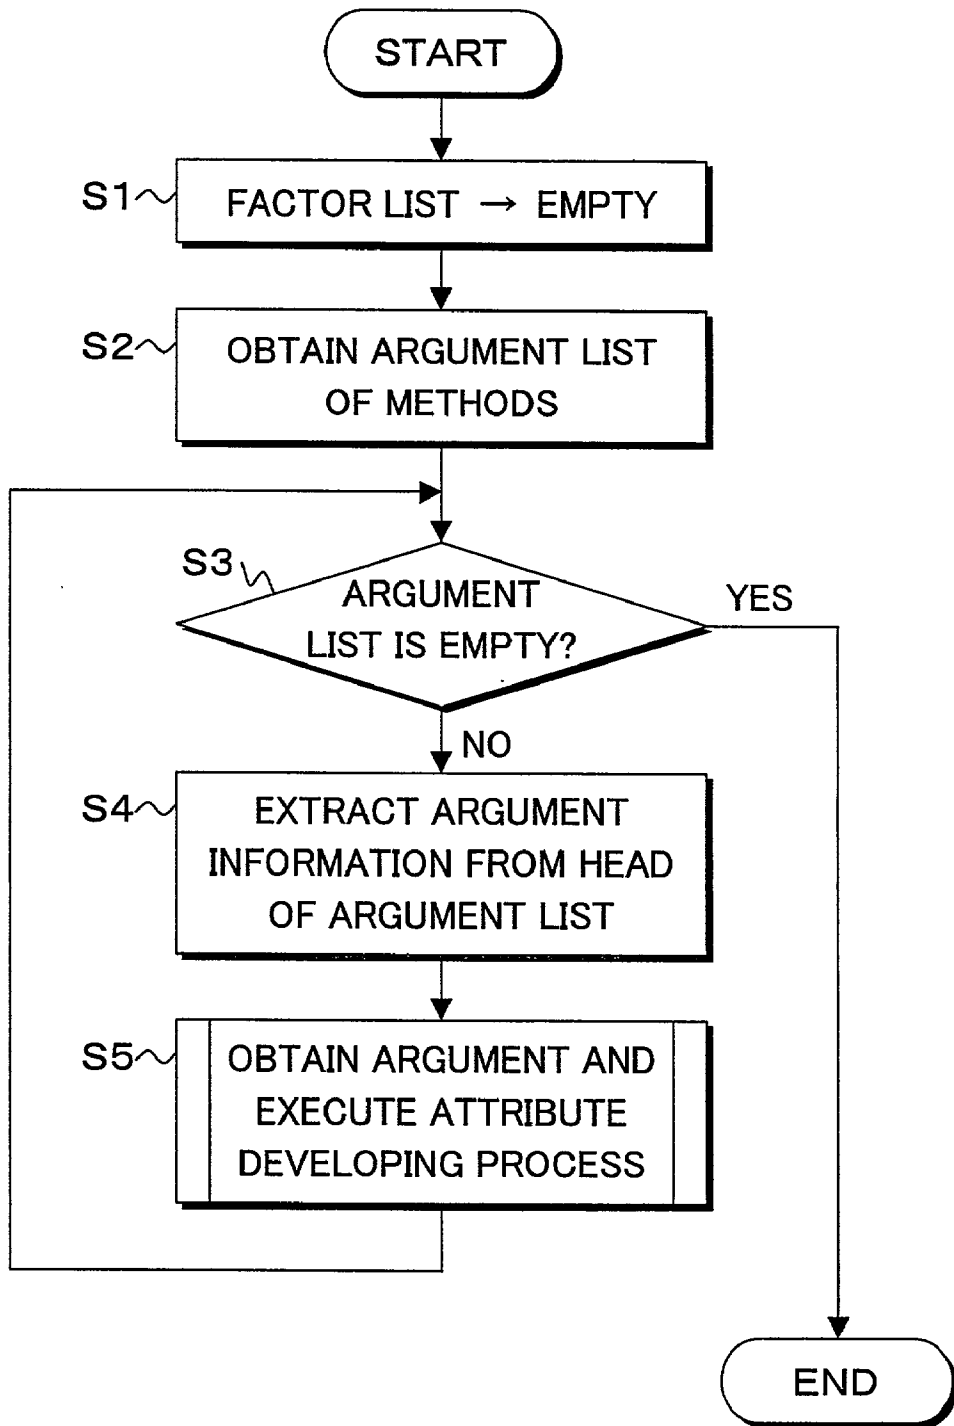 START
S1
FACTOR LIST → EMPTY
S2
OBTAIN ARGUMENT LIST
OF METHODS
S3
ARGUMENT
LIST IS EMPTY?
YES
NO
S4
EXTRACT ARGUMENT
INFORMATION FROM HEAD
OF ARGUMENT LIST
S5
OBTAIN ARGUMENT AND
EXECUTE ATTRIBUTE
DEVELOPING PROCESS
END